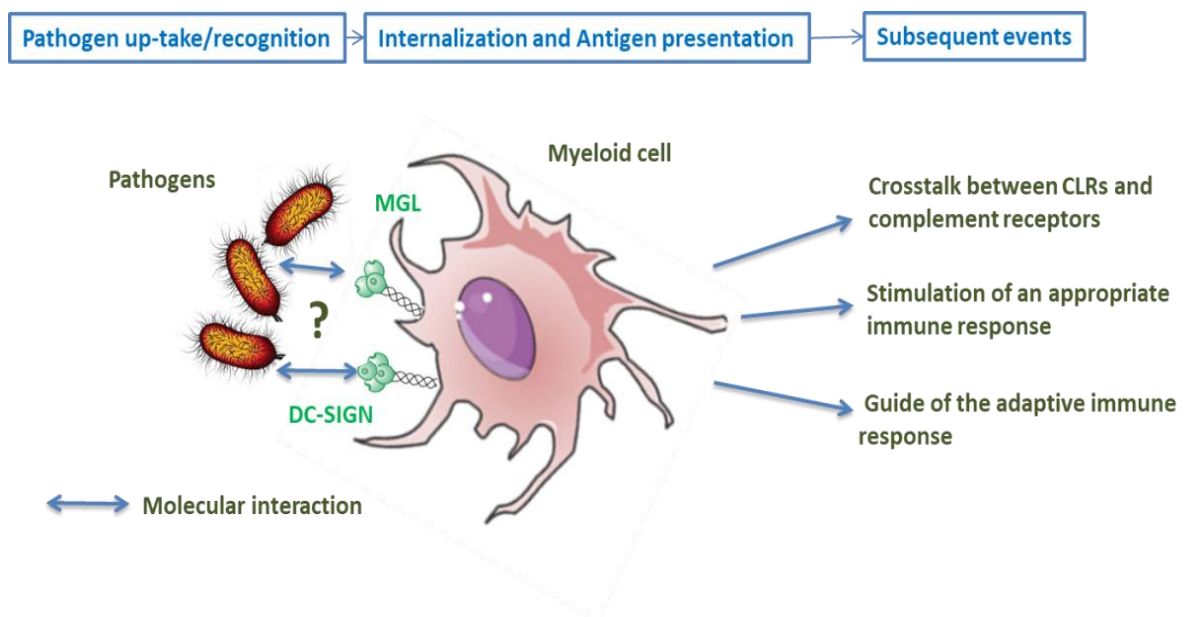 Pathogen up-take/recognition
Internalization and Antigen presentation
Subsequent events
Pathogens
MGL
Myeloid cell
?
DC-SIGN
Crosstalk between CLRs and
complement receptors
Stimulation of an appropriate
immune response
Guide of the adaptive immune
response
Molecular interaction